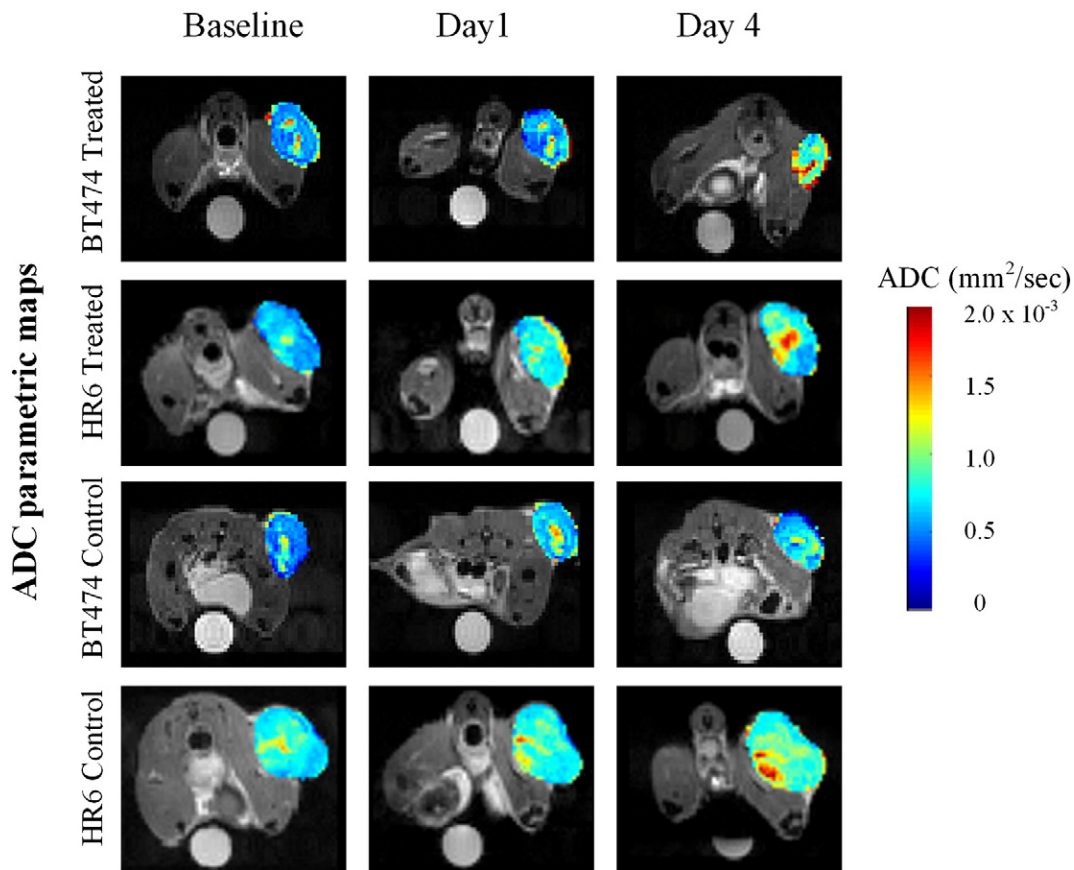 Baseline
Day1
Day 4
ADC parametric maps
BT474 Treated
HR6 Treated
BT474 Control
HR6 Control
ADC (mm²/sec)
2.0 x 10⁻³
1.5
1.0
0.5
0